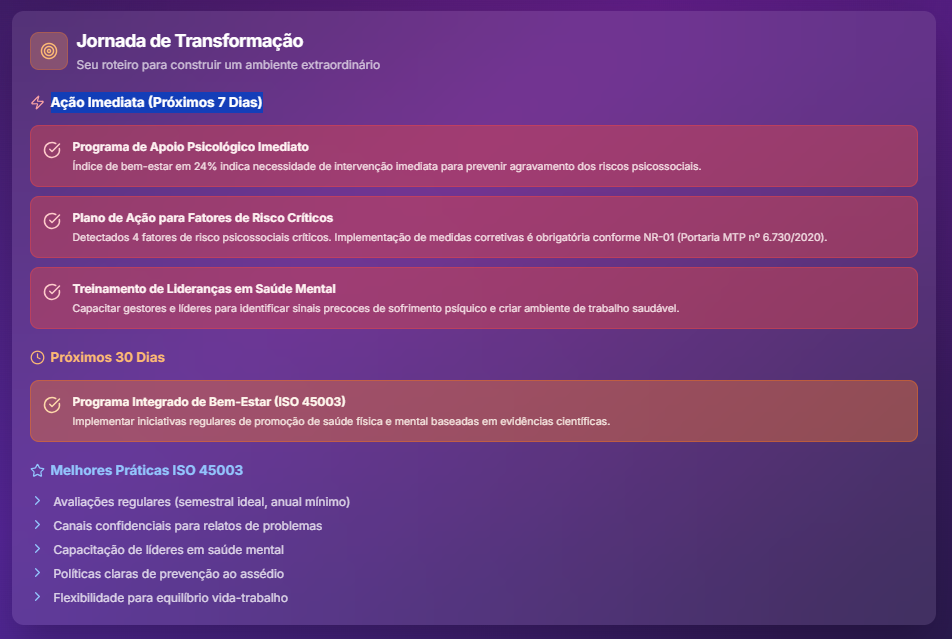 Jornada de Transformação
Seu roteiro para construir um ambiente extraordinário
Ação Imediata (Próximos 7 Dias)
Programa de Apoio Psicológico Imediato
Índice de bem-estar em 24% indica necessidade de intervenção imediata para prevenir agravamento dos riscos psicossociais.
Plano de Ação para Fatores de Risco Críticos
Detectados 4 fatores de risco psicossociais críticos. Implementação de medidas corretivas é obrigatória conforme NR-01 (Portaria MTP nº 6.730/2020).
Treinamento de Lideranças em Saúde Mental
Capacitar gestores e líderes para identificar sinais precoces de sofrimento psíquico e criar ambiente de trabalho saudável.
Próximos 30 Dias
Programa Integrado de Bem-Estar (ISO 45003)
Implementar iniciativas regulares de promoção de saúde física e mental baseadas em evidências científicas.
Melhores Práticas ISO 45003
Avaliações regulares (semestral ideal, anual mínimo)
Canais confidenciais para relatos de problemas
Capacitação de líderes em saúde mental
Políticas claras de prevenção ao assédio
Flexibilidade para equilíbrio vida-trabalho